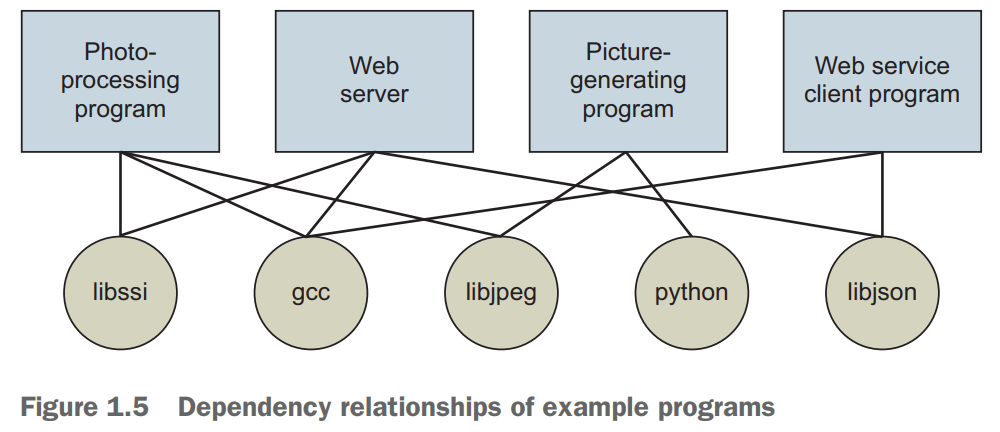 Photo-
processing
program
Web
server
Picture-
generating
program
Web service
client program
libssi
gcc
libjpeg
python
libjson
Figure 1.5 Dependency relationships of example programs